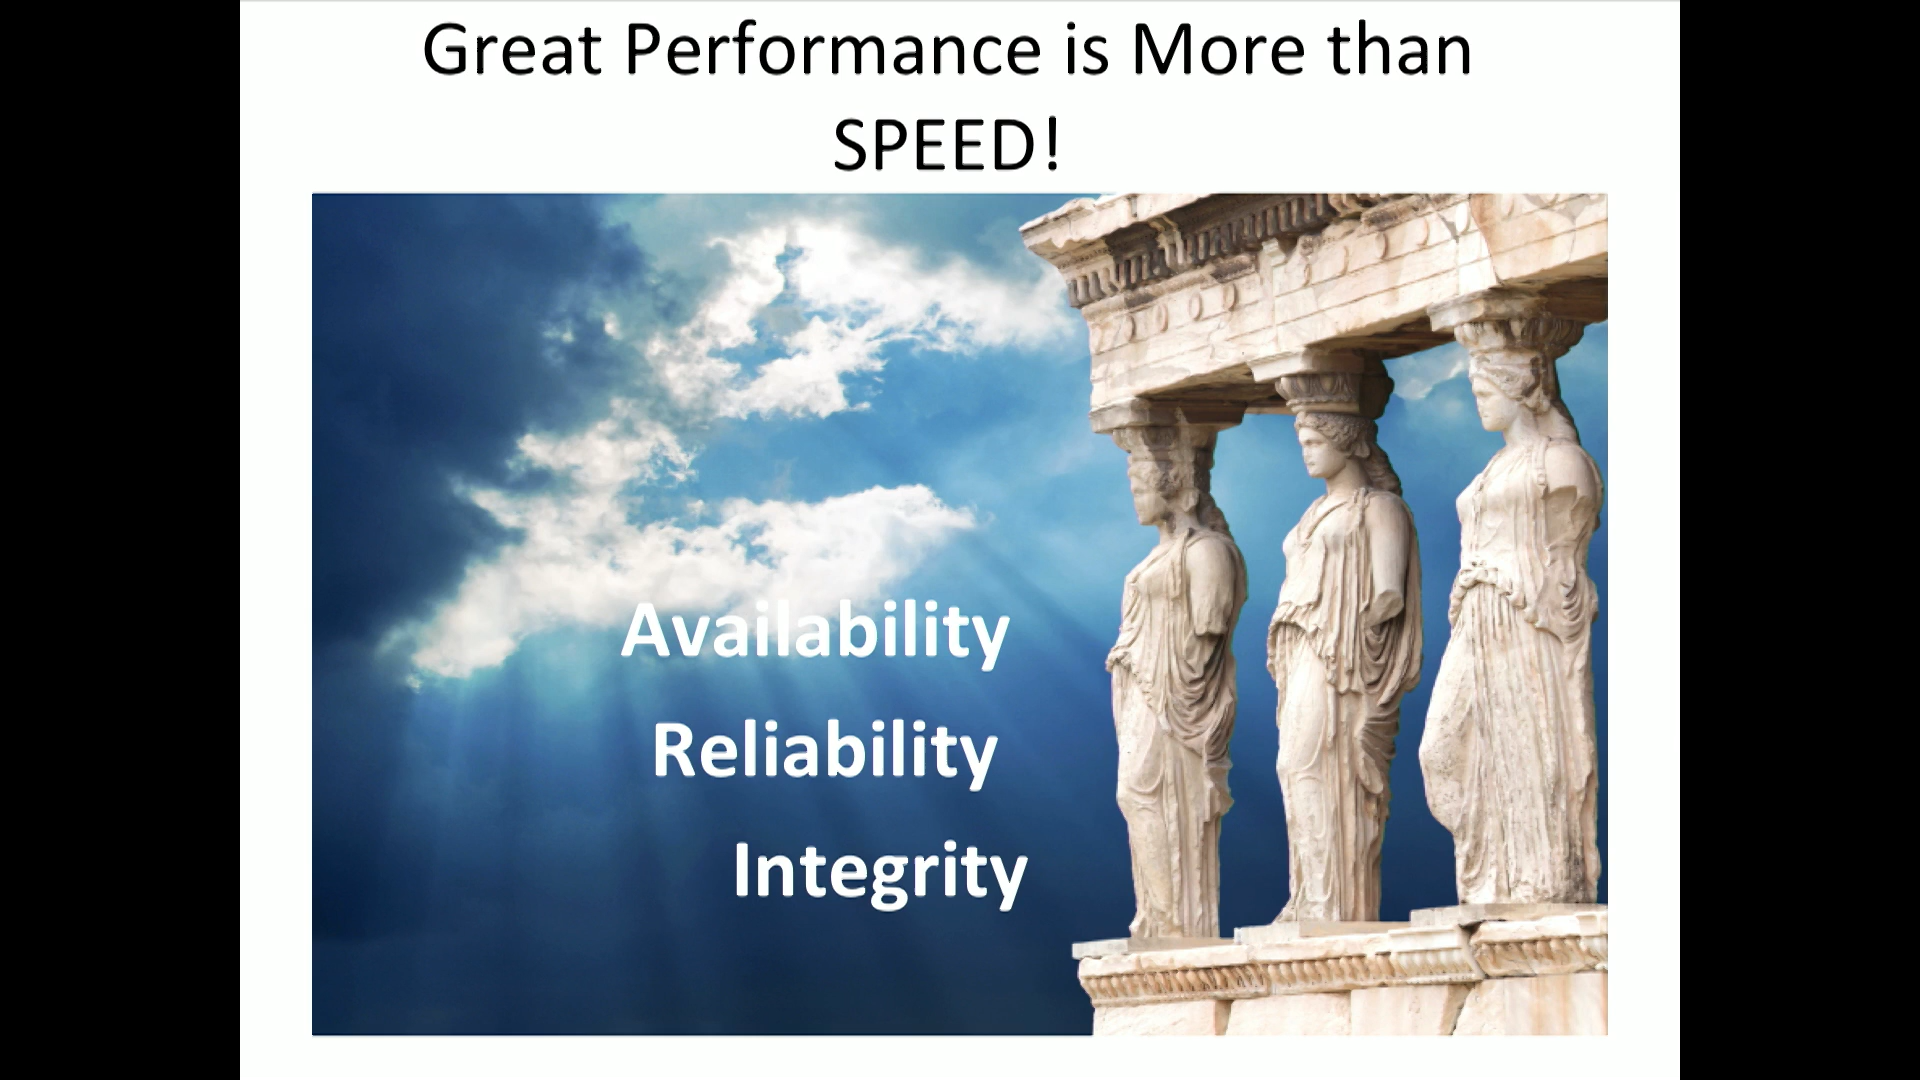 Great Performance is More than
SPEED!
Availability
Reliability
Integrity